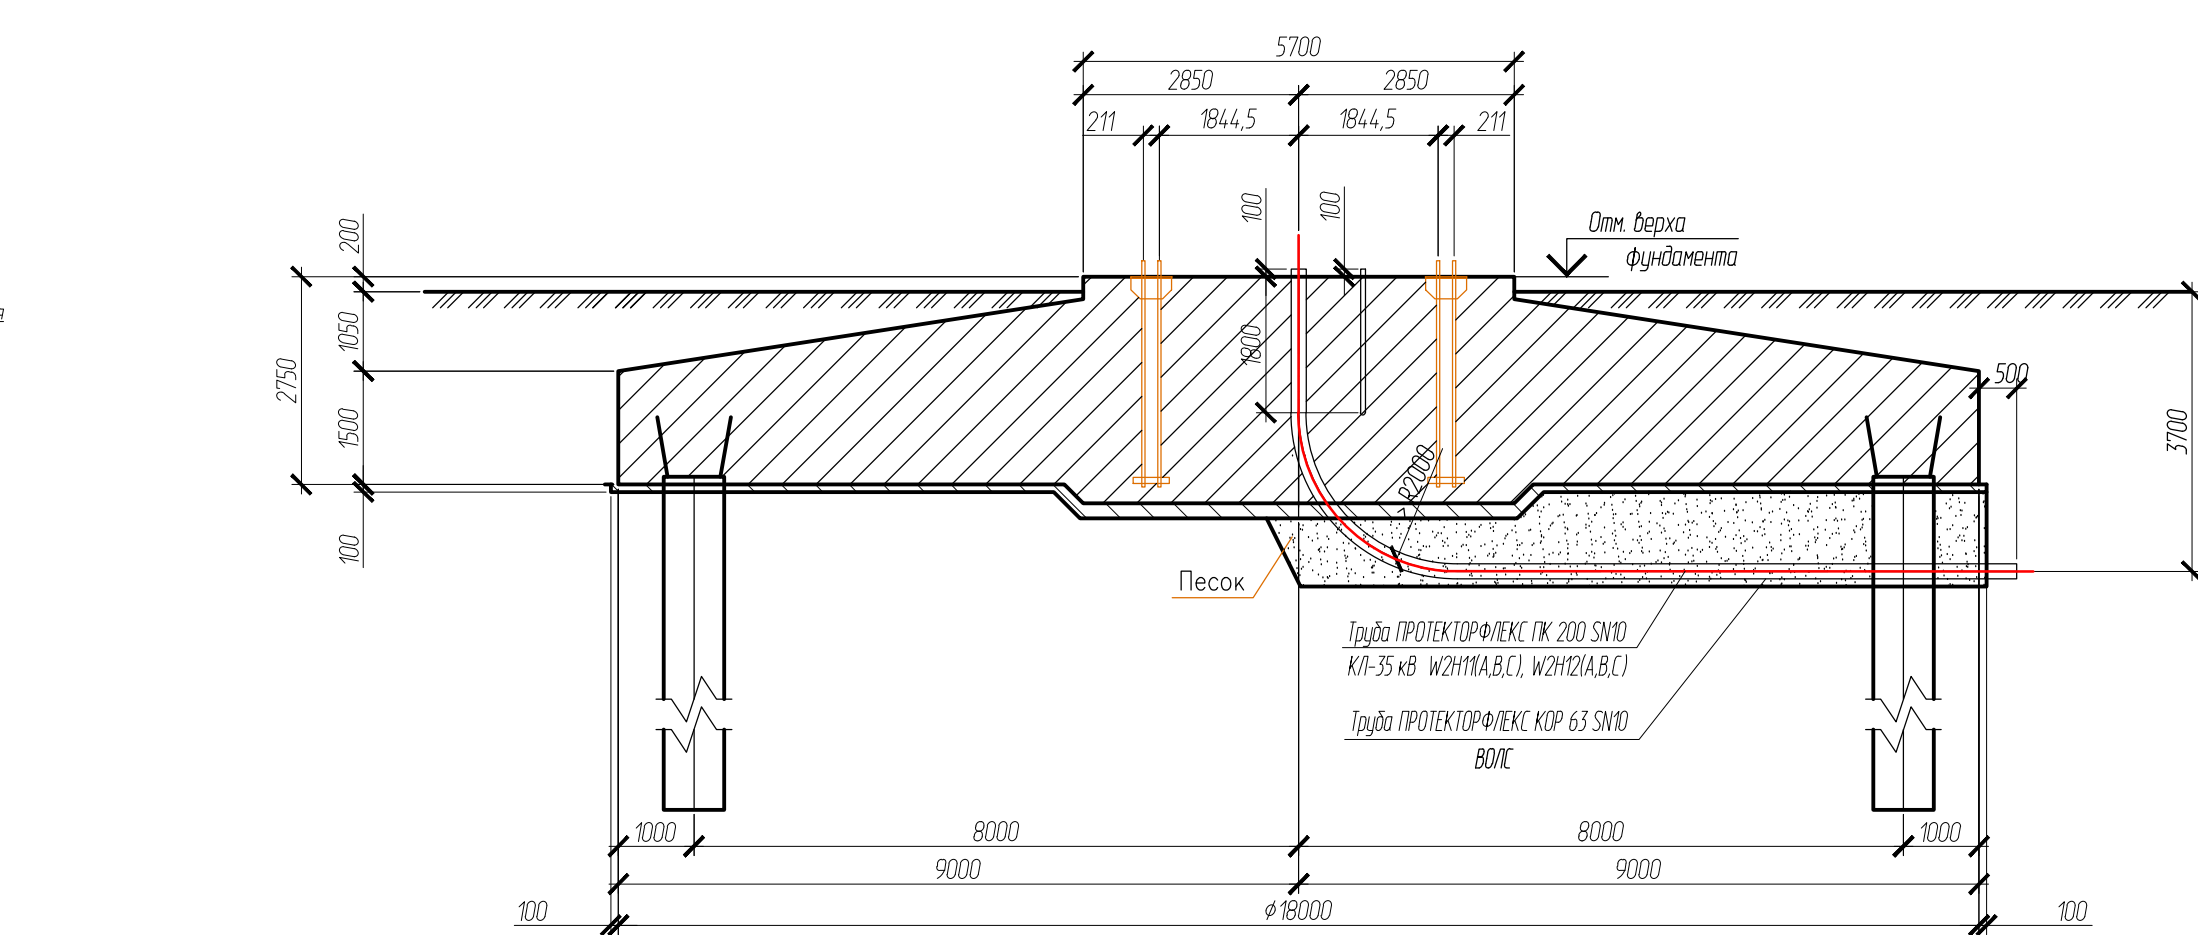 5700
2850 2850
211 1844,5 1844,5 211
100 100
Отм. верха
фундамента
200
1050
2750
1500
100
1800
500
3700
R2000
Песок
Труба ПРОТЕКТОРФЛЕКС ПК 200 SN10
КЛ-35 кВ W2H11(A,B,C), W2H12(A,B,C)
Труба ПРОТЕКТОРФЛЕКС КОР 63 SN10
ВОЛС
1000 8000 8000 1000
9000 9000
100 ϕ18000 100